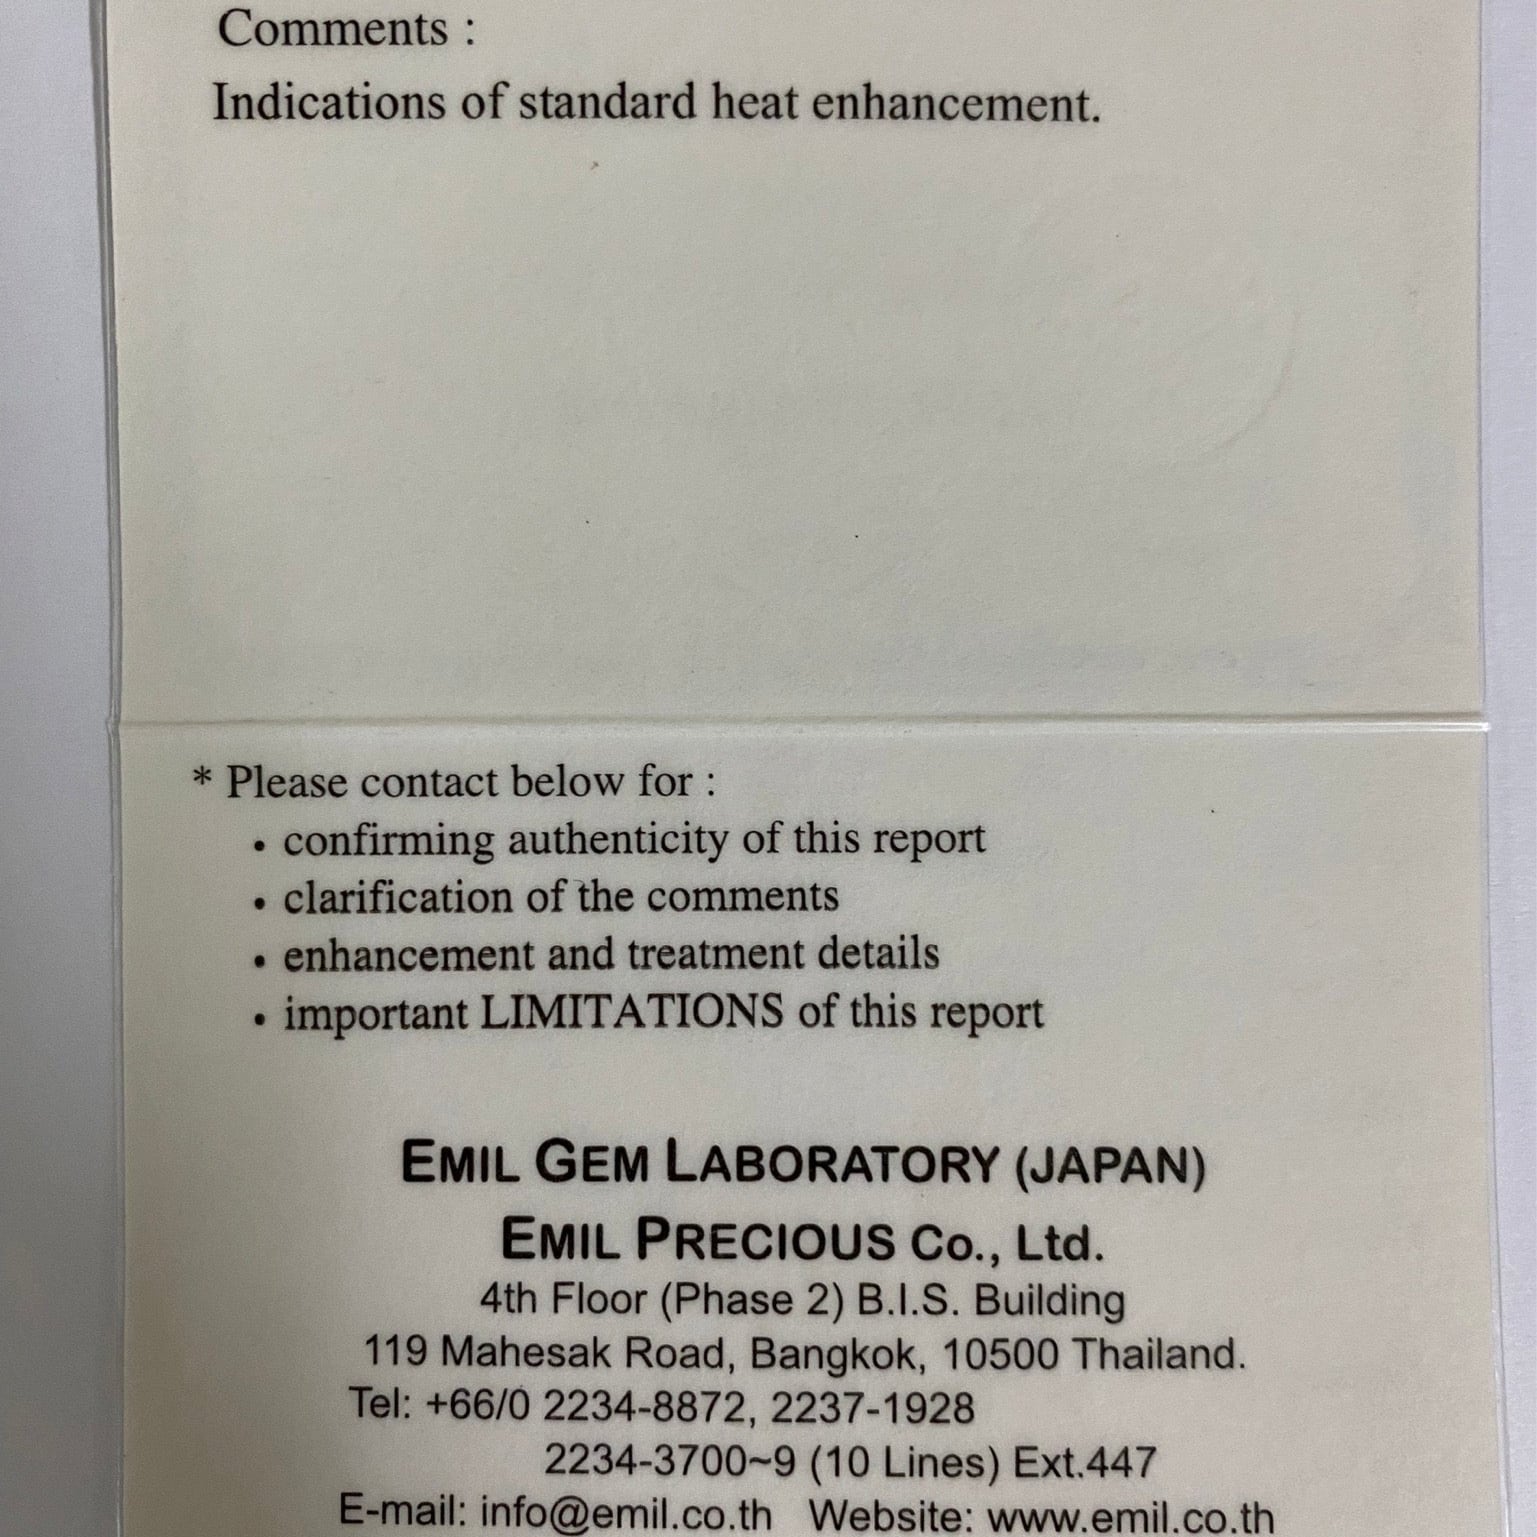 Comments :
Indications of standard heat enhancement.
* Please contact below for :
• confirming authenticity of this report
• clarification of the comments
• enhancement and treatment details
• important LIMITATIONS of this report
EMIL GEM LABORATORY (JAPAN)
EMIL PRECIOUS Co., Ltd.
4th Floor (Phase 2) B.I.S. Building
119 Mahesak Road, Bangkok, 10500 Thailand.
Tel: +66/0 2234-8872, 2237-1928
2234-3700~9 (10 Lines) Ext.447
E-mail: info@emil.co.th Website: www.emil.co.th